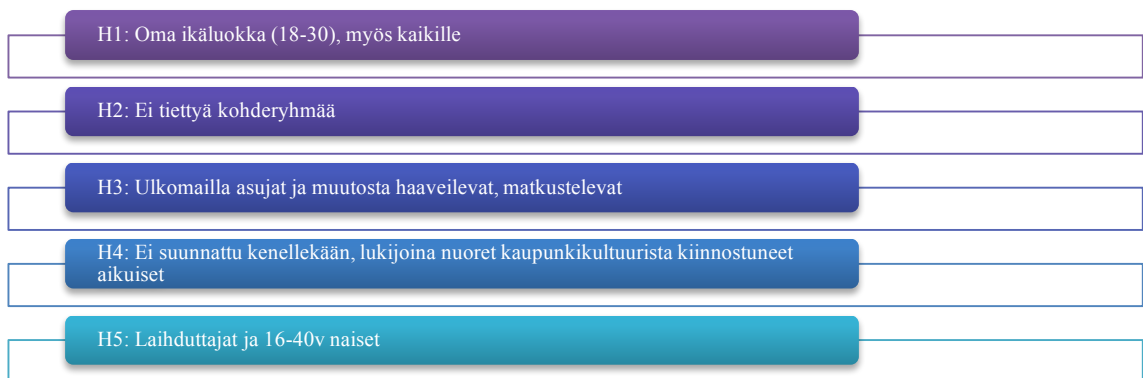 H1: Oma ikäluokka (18-30), myös kaikille
H2: Ei tiettyä kohderyhmää
H3: Ulkomailla asujat ja muutosta haaveilevat, matkustelevat
H4: Ei suunnattu kenellekään, lukijoina nuoret kaupunkikultuurista kiinnostuneet
aikuiset
H5: Laihduttajat ja 16-40v naiset